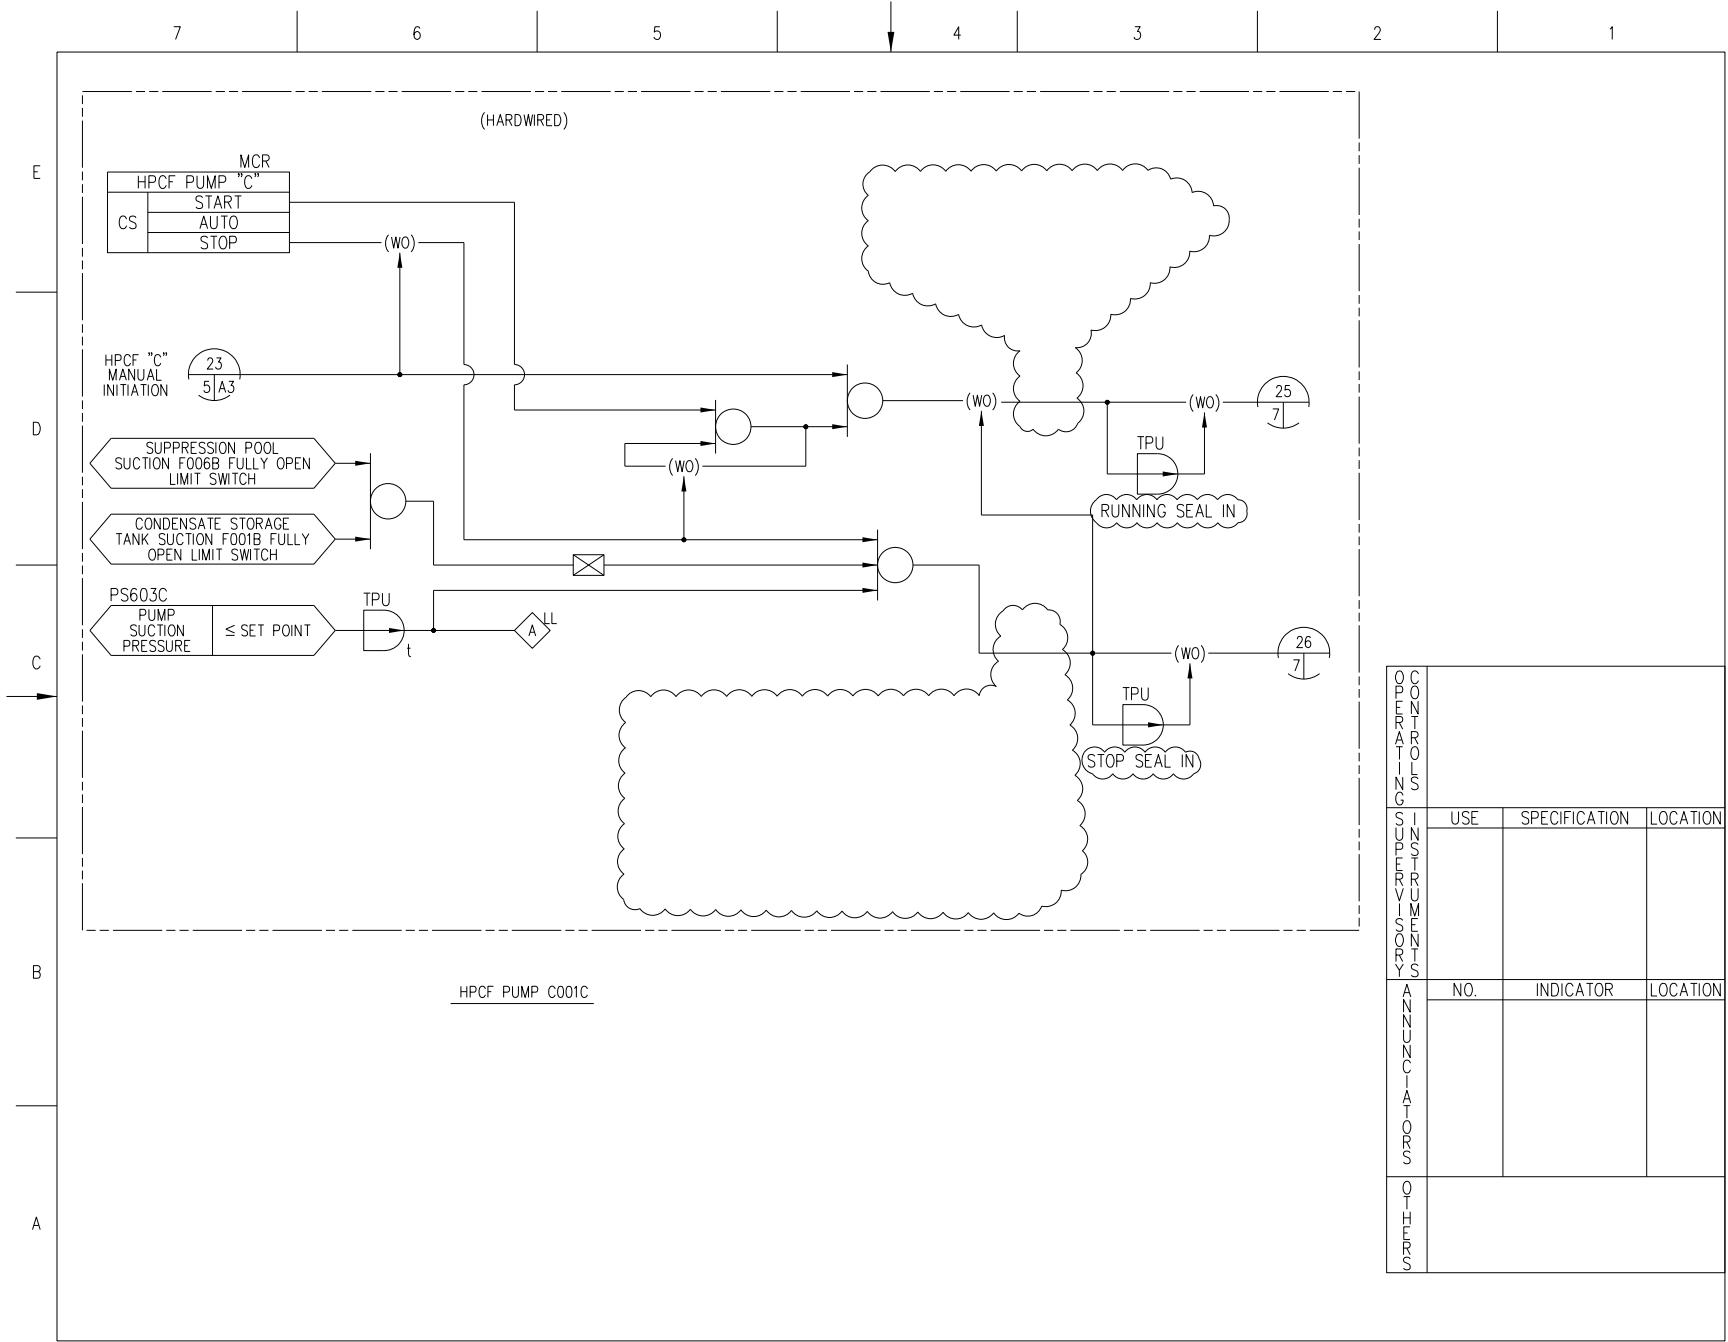 7 6 5 4 3 2 1
E
D
C
B
A
(HARDWIRED)
MCR
HPCF PUMP "C"
CS
START
AUTO
STOP
(WO)
HPCF "C"
MANUAL
INITIATION
23
5 A3
(WO)
(WO)
(WO)
25
7
TPU
RUNNING SEAL IN
SUPPRESSION POOL
SUCTION F006B FULLY OPEN
LIMIT SWITCH
CONDENSATE STORAGE
TANK SUCTION F001B FULLY
OPEN LIMIT SWITCH
PS603C
PUMP
SUCTION
PRESSURE
≤ SET POINT
TPU
t
A
LL
(WO)
26
7
TPU
STOP SEAL IN
HPCF PUMP C001C
OPERATING
CONTROLS
SUPERVISORY
INSTRUMENTS
USE SPECIFICATION LOCATION
ANNUNCIATORS
NO. INDICATOR LOCATION
OTHERS